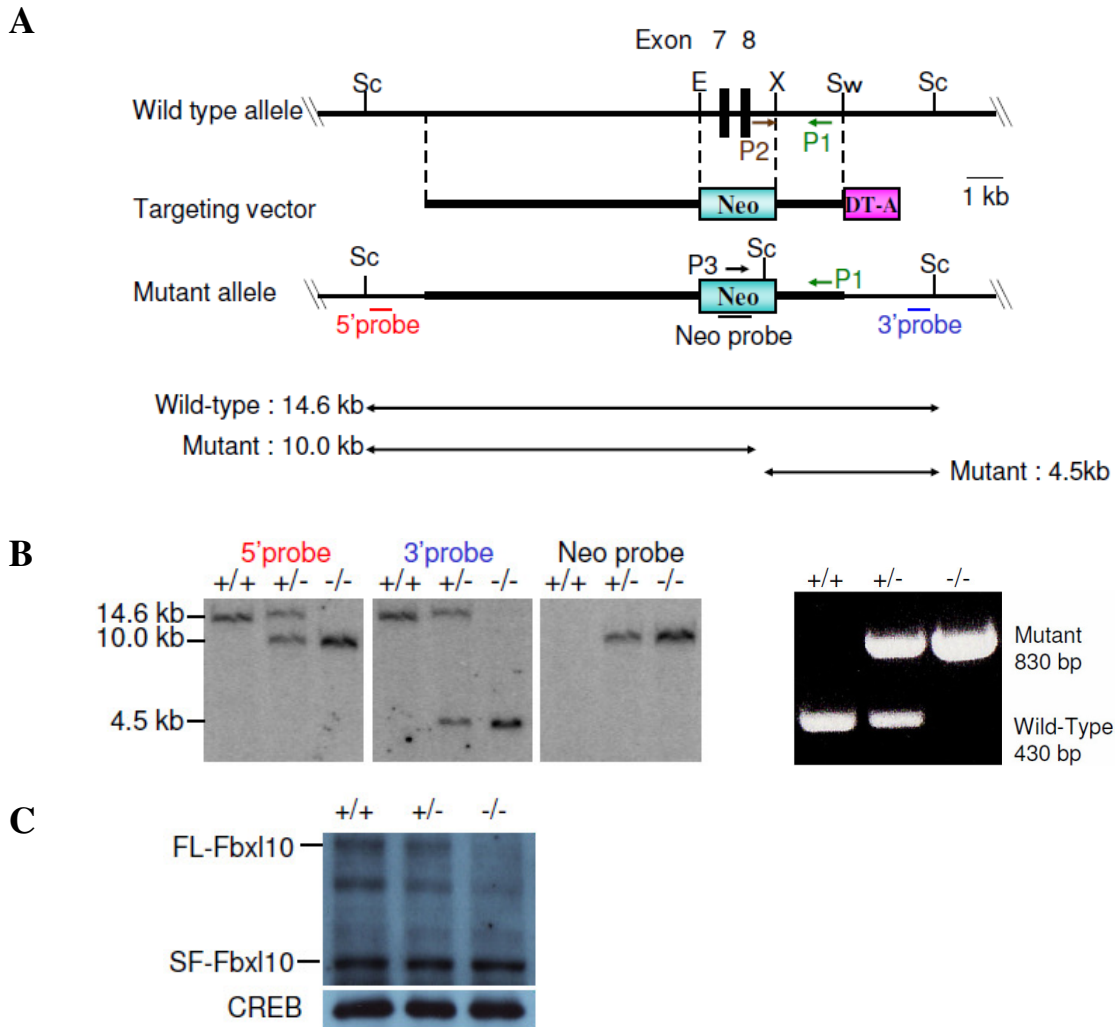 A
Exon 7 8
Sc E X Sw Sc
Wild type allele
P2 P1
Targeting vector Neo DT-A 1 kb
Sc P3 Sc Sc
Mutant allele Neo P1
5'probe Neo probe 3'probe
Wild-type : 14.6 kb
Mutant : 10.0 kb
Mutant : 4.5kb
B
5'probe 3'probe Neo probe
+/+ +/- -/- +/+ +/- -/- +/+ +/- -/-
14.6 kb
10.0 kb
4.5 kb
+/+ +/- -/-
Mutant
830 bp
Wild-Type
430 bp
C
+/+ +/- -/-
FL-Fbxl10
SF-Fbxl10
CREB